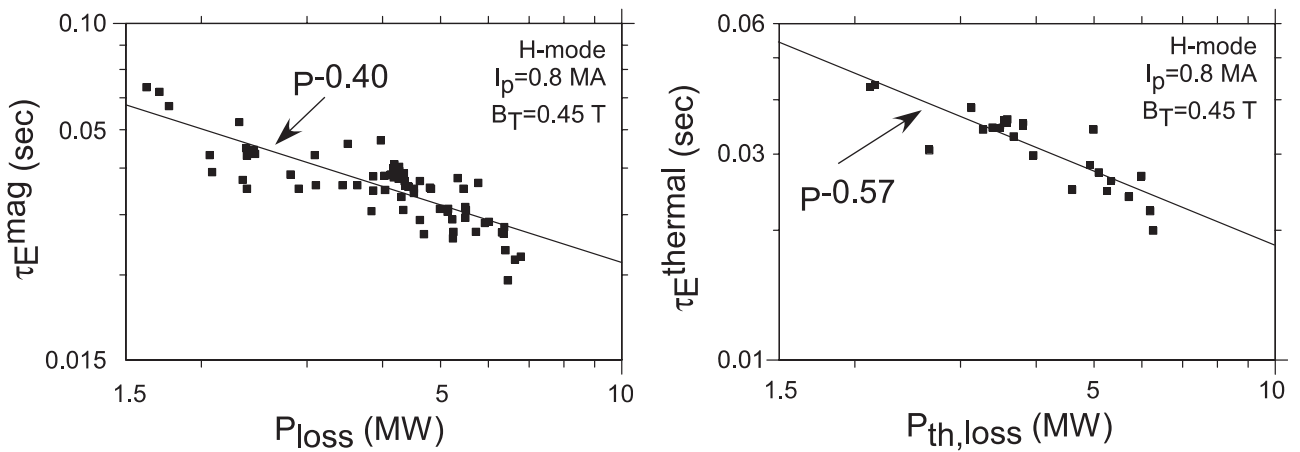 0.10
0.05
0.015
τE^mag (sec)
P^-0.40
H-mode
I_p=0.8 MA
B_T=0.45 T
1.5
5
10
P_loss (MW)
0.06
0.03
0.01
τE^thermal (sec)
P^-0.57
H-mode
I_p=0.8 MA
B_T=0.45 T
1.5
5
10
P_th,loss (MW)